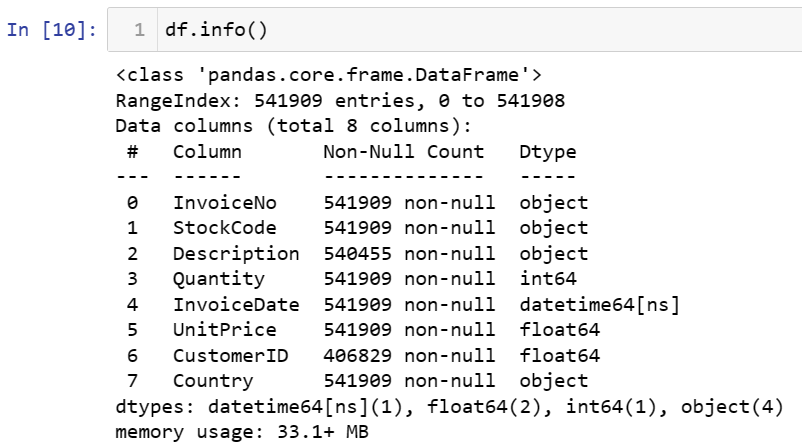 In [10]: 1 df.info()
<class 'pandas.core.frame.DataFrame'>
RangeIndex: 541909 entries, 0 to 541908
Data columns (total 8 columns):
 #   Column       Non-Null Count   Dtype
---  ------       --------------   -----
 0   InvoiceNo    541909 non-null  object
 1   StockCode    541909 non-null  object
 2   Description  540455 non-null  object
 3   Quantity     541909 non-null  int64
 4   InvoiceDate  541909 non-null  datetime64[ns]
 5   UnitPrice    541909 non-null  float64
 6   CustomerID   406829 non-null  float64
 7   Country      541909 non-null  object
dtypes: datetime64[ns](1), float64(2), int64(1), object(4)
memory usage: 33.1+ MB